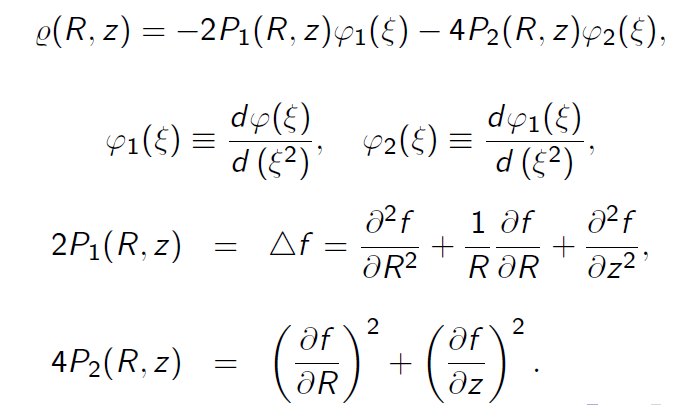 ϱ(R, z) = −2P₁(R, z)φ₁(ξ) − 4P₂(R, z)φ₂(ξ),
φ₁(ξ) ≡ dφ(ξ)/d(ξ²), φ₂(ξ) ≡ dφ₁(ξ)/d(ξ²),
2P₁(R, z) = △f = ∂²f/∂R² + 1/R ∂f/∂R + ∂²f/∂z²,
4P₂(R, z) = (∂f/∂R)² + (∂f/∂z)².